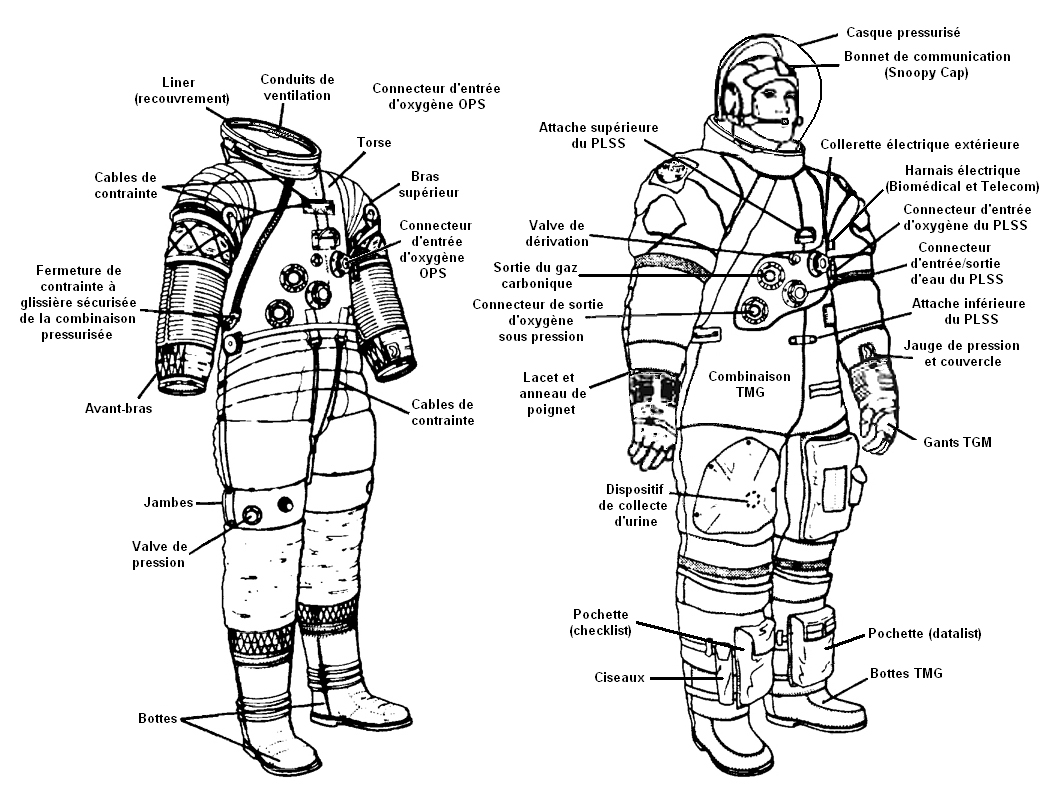 Liner
(recouvrement)
Conduits de
ventilation
Connecteur d'entrée
d'oxygène OPS
Torse
Cables de
contrainte
Bras
supérieur
Connecteur
d'entrée
d'oxygène
OPS
Fermeture de
contrainte à
glissière sécurisée
de la combinaison
pressurisée
Avant-bras
Cables de
contrainte
Jambes
Valve de
pression
Bottes
Casque pressurisé
Bonnet de communication
(Snoopy Cap)
Attache supérieure
du PLSS
Collerette électrique extérieure
Harnais électrique
(Biomédical et Telecom)
Connecteur d'entrée
d'oxygène du PLSS
Valve de
dérivation
Connecteur
d'entrée/sortie
d'eau du PLSS
Sortie du gaz
carbonique
Connecteur de sortie
d'oxygène
sous pression
Attache inférieure
du PLSS
Jauge de pression
et couvercle
Lacet et
anneau de
poignet
Combinaison
TMG
Gants TGM
Dispositif
de collecte
d'urine
Pochette
(checklist)
Pochette (datalist)
Ciseaux
Bottes TMG